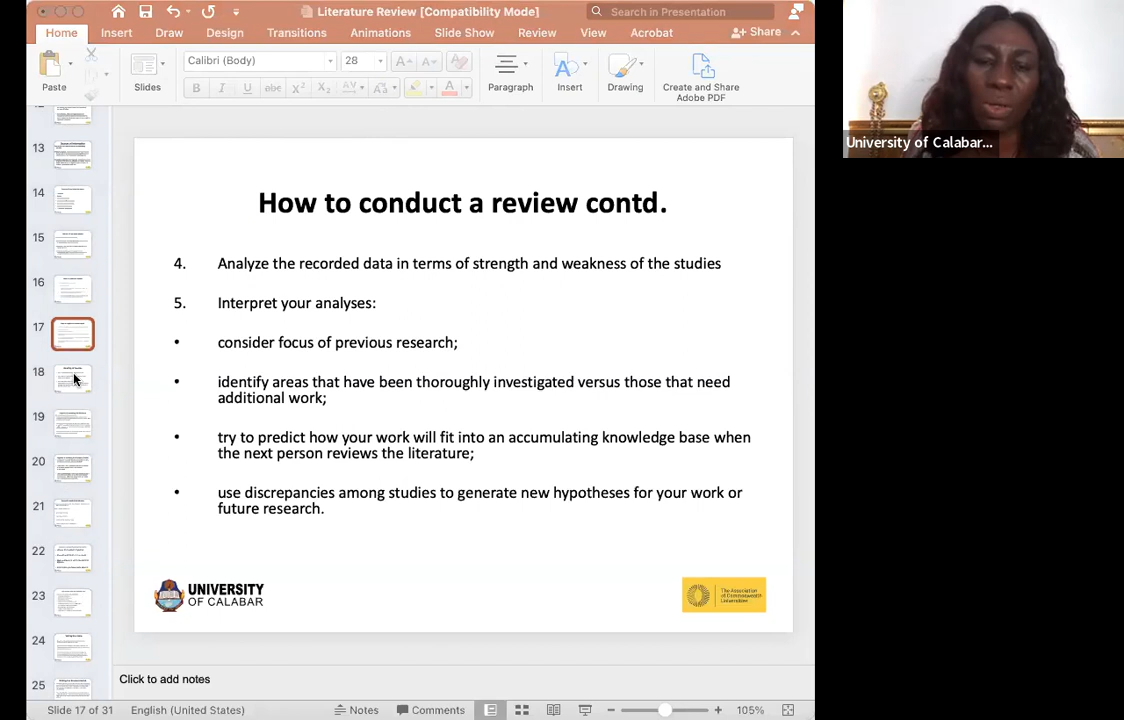 Literature Review [Compatibility Mode]
Search in Presentation
Home
Insert
Draw
Design
Transitions
Animations
Slide Show
Review
View
Acrobat
Share
Paste
Slides
Calibri (Body)
28
Paragraph
Insert
Drawing
Create and Share
Adobe PDF
University of Calabar...
12
13
14
15
16
17
18
19
20
21
22
23
24
25
How to conduct a review contd.
4. Analyze the recorded data in terms of strength and weakness of the studies
5. Interpret your analyses:
• consider focus of previous research;
• identify areas that have been thoroughly investigated versus those that need
additional work;
• try to predict how your work will fit into an accumulating knowledge base when
the next person reviews the literature;
• use discrepancies among studies to generate new hypotheses for your work or
future research.
UNIVERSITY
OF CALABAR
The Association
of Commonwealth
Universities
Click to add notes
Slide 17 of 31
English (United States)
Notes
Comments
105%